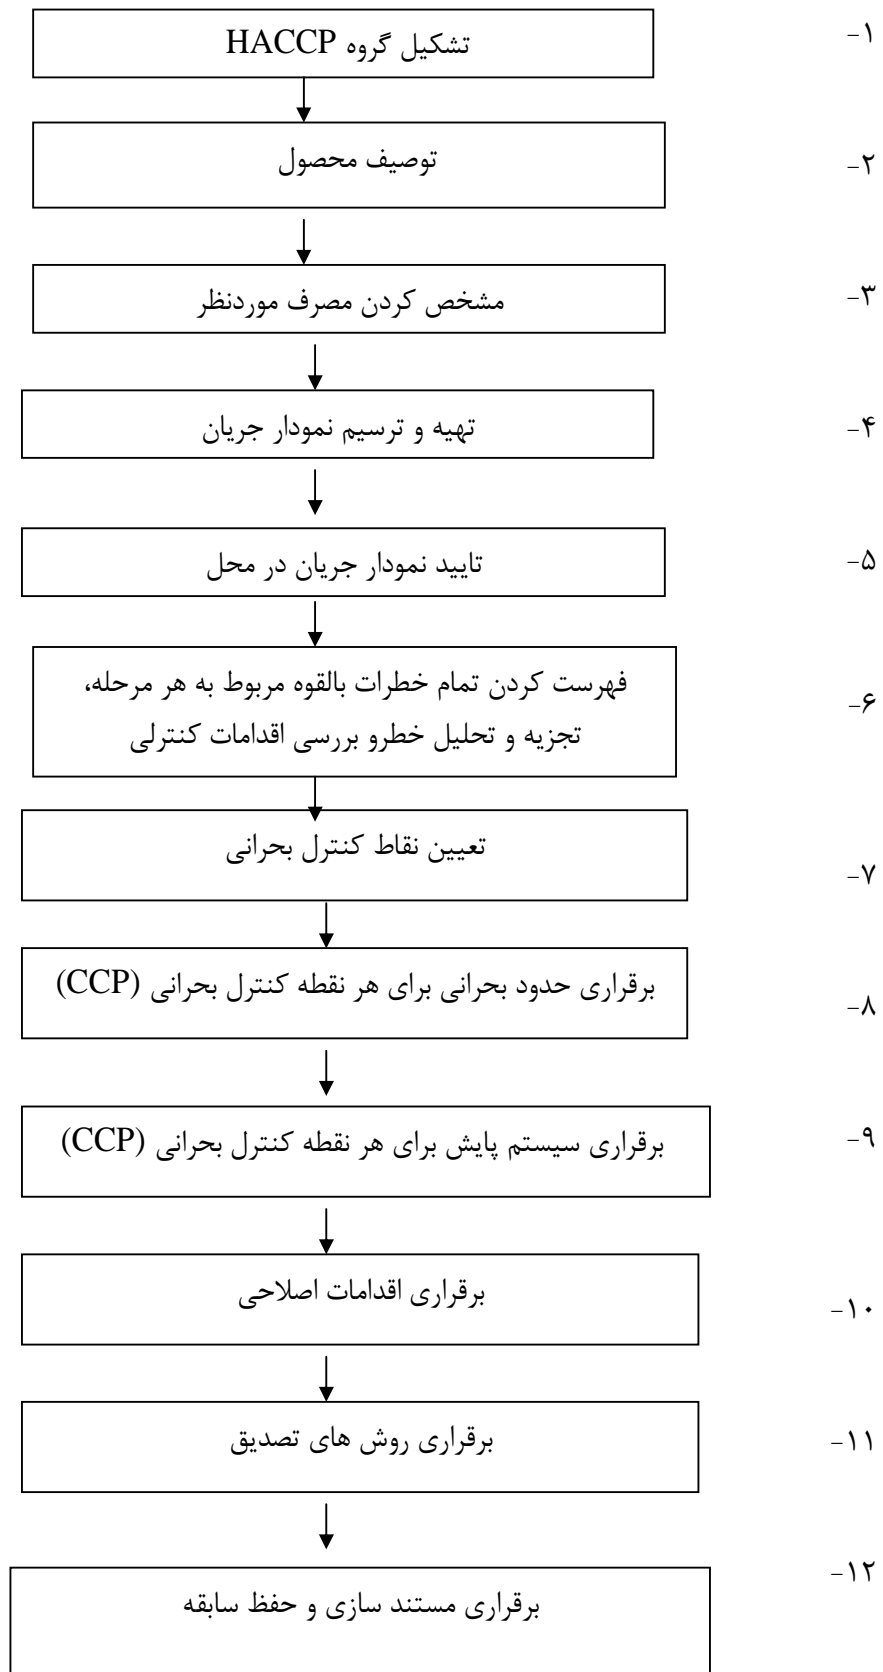 ۱- تشکیل گروه HACCP
۲- توصیف محصول
۳- مشخص کردن مصرف موردنظر
۴- تهیه و ترسیم نمودار جریان
۵- تایید نمودار جریان در محل
۶- فهرست کردن تمام خطرات بالقوه مربوط به هر مرحله،
تجزیه و تحلیل خطرو بررسی اقدامات کنترلی
۷- تعیین نقاط کنترل بحرانی
۸- برقراری حدود بحرانی برای هر نقطه کنترل بحرانی (CCP)
۹- برقراری سیستم پایش برای هر نقطه کنترل بحرانی (CCP)
۱۰- برقراری اقدامات اصلاحی
۱۱- برقراری روش های تصدیق
۱۲- برقراری مستند سازی و حفظ سابقه